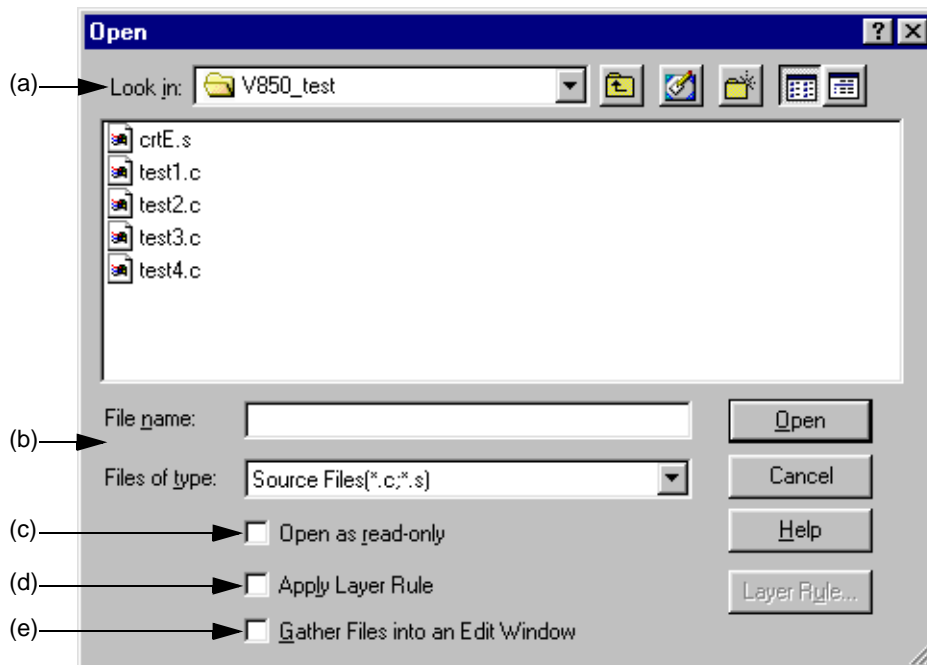 Open
(a) Look in: V850_test
crtE.s
test1.c
test2.c
test3.c
test4.c
File name: Open
(b)
Files of type: Source Files(*.c;*.s) Cancel
(c) Open as read-only Help
(d) Apply Layer Rule Layer Rule...
(e) Gather Files into an Edit Window